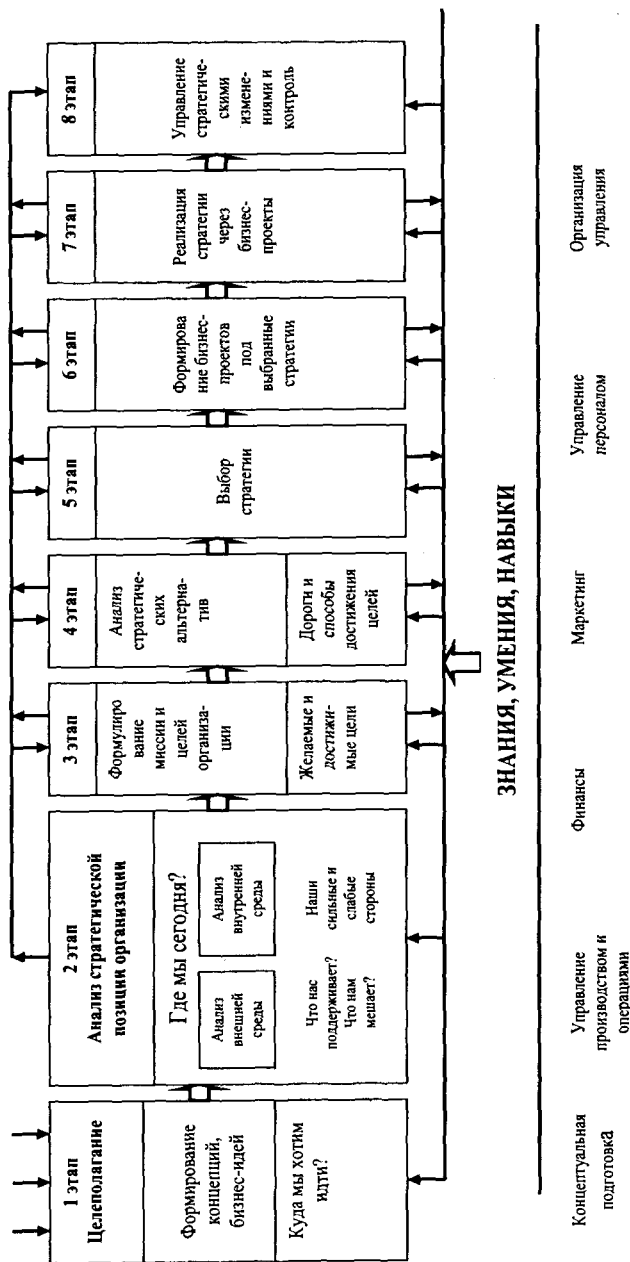 1 этап
Целеполагание
Формирование
концепций,
бизнес-идей
Куда мы хотим
идти?
2 этап
Анализ стратегической
позиции организации
Где мы сегодня?
Анализ
внешней
среды
Анализ
внутренней
среды
Что нас
поддерживает?
Что нам
мешает?
Наши
сильные и
слабые
стороны
3 этап
Формулиро
вание
миссии и
целей
организа-
ции
Желаемые и
достижи-
мые цели
4 этап
Анализ
стратегиче-
ских
альтерна-
тив
Дороги и
способы
достижения
целей
5 этап
Выбор
стратегии
6 этап
Формирова
ние бизнес-
проектов
под
выбранные
стратегии
7 этап
Реализация
стратегии
через
бизнес-
проекты
8 этап
Управление
стратегиче-
скими
измене-
ниями и
контроль
ЗНАНИЯ, УМЕНИЯ, НАВЫКИ
Концептуальная
подготовка
Управление
производством и
операциями
Финансы
Маркетинг
Управление
персоналом
Организация
управления